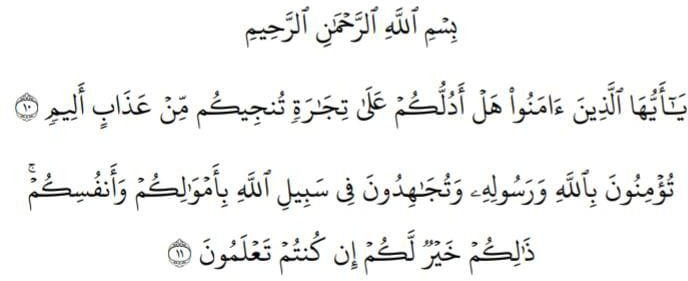 بِسْمِ ٱللَّهِ ٱلرَّحْمَٰنِ ٱلرَّحِيمِ
يَٰٓأَيُّهَا ٱلَّذِينَ ءَامَنُوا۟ هَلْ أَدُلُّكُمْ عَلَىٰ تِجَٰرَةٍ تُنجِيكُم مِّنْ عَذَابٍ أَلِيمٍ ١٠
تُؤْمِنُونَ بِٱللَّهِ وَرَسُولِهِۦ وَتُجَٰهِدُونَ فِى سَبِيلِ ٱللَّهِ بِأَمْوَٰلِكُمْ وَأَنفُسِكُمْ ۚ
ذَٰلِكُمْ خَيْرٌ لَّكُمْ إِن كُنتُمْ تَعْلَمُونَ ١١